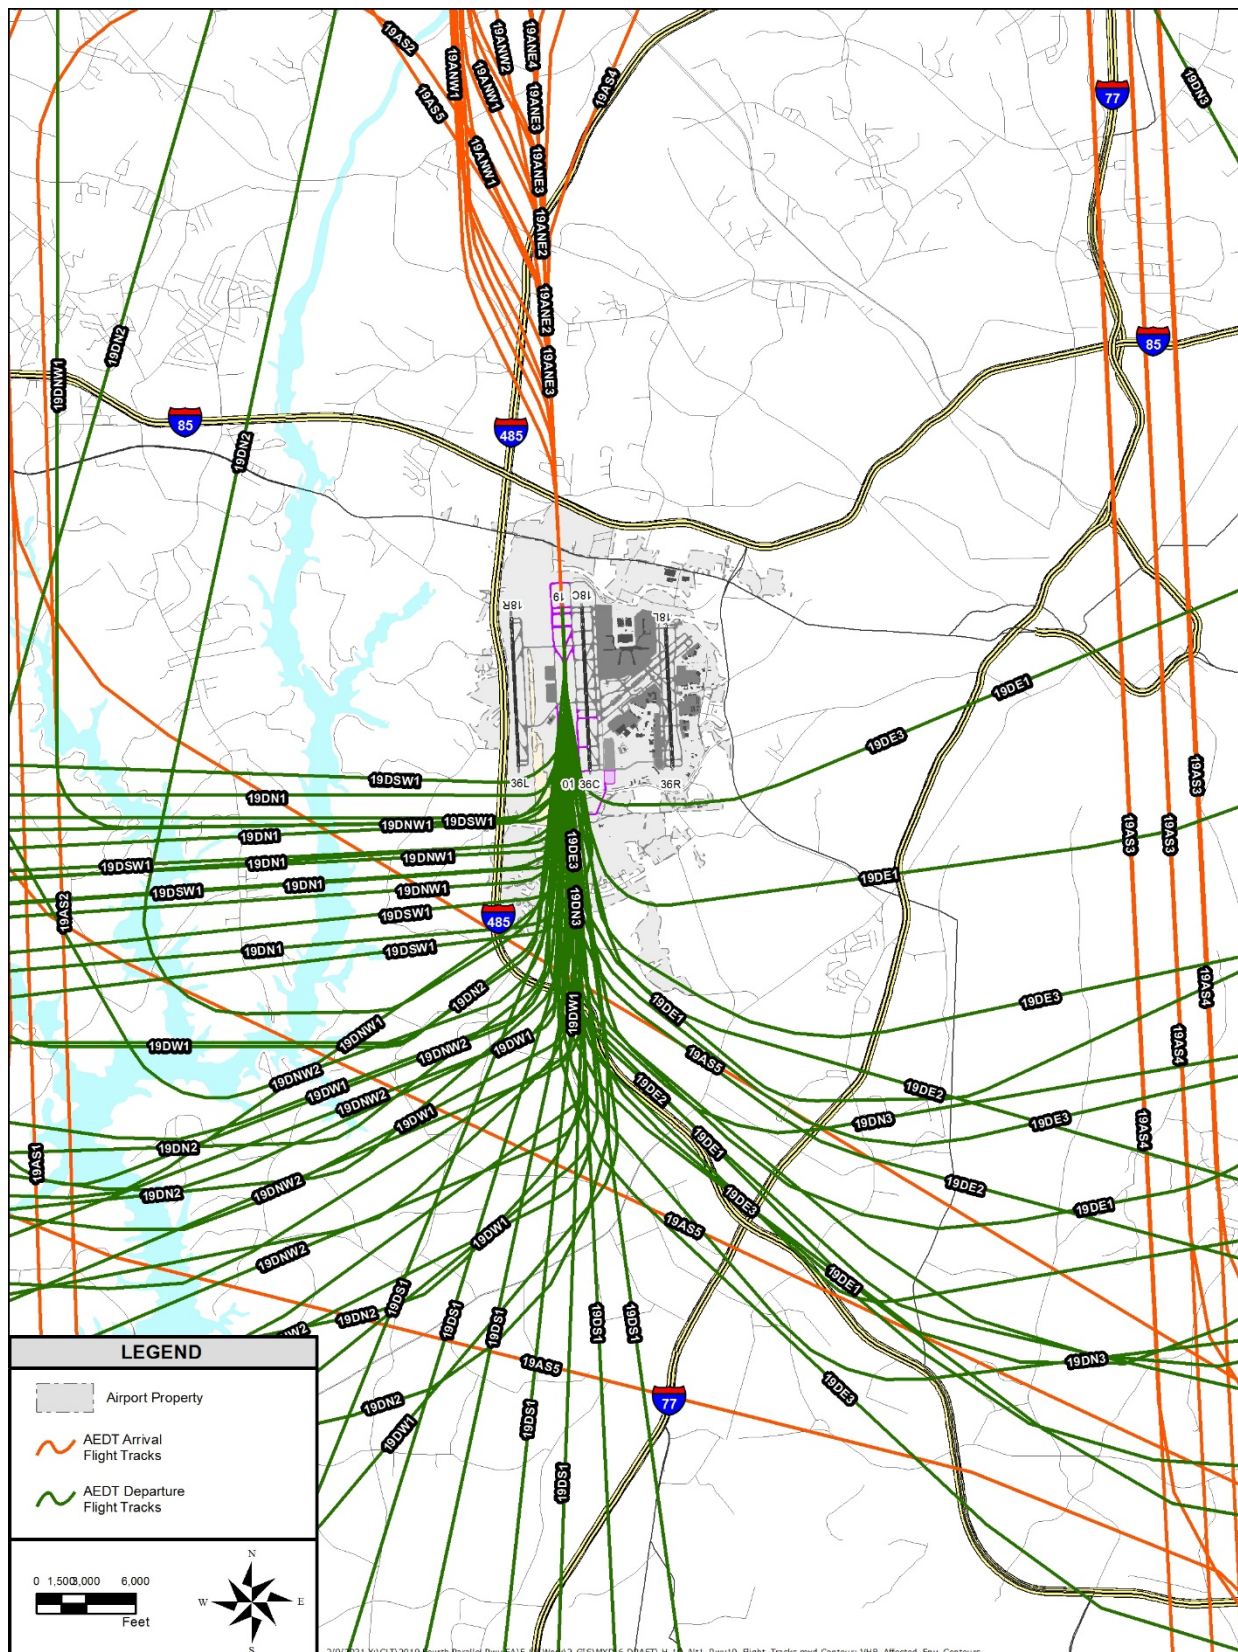 19AS2
19ANW2
19ANE4
19AS4
77
19DN3
19ANW1
19ANW1
19AS5
19ANE3
19ANW1
19ANE3
19ANE2
19DN2
19ANE2
19DNW1
19ANE3
85
85
485
19DN2
18R
19
18C
18L
19DE1
19DE3
19DSW1
36L
01
36C
36R
19AS3
19DN1
19DNW1
19DSW1
19DN1
19AS3
19AS3
19DNW1
19DE3
19DSW1
19DN1
19DE1
19DSW1
19DN1
19DNW1
19AS2
19DSW1
485
19DN3
19DN1
19DSW1
19DN2
19DE3
19AS4
19DW1
19DE1
19DNW1
19DW1
19DNW2
19DW1
19AS5
19AS4
19DNW2
19DW1
19DE2
19DE2
19DNW2
19DW1
19DN3
19DE3
19AS4
19DN2
19DE1
19AS1
19DNW2
19DE2
19DN2
19DE3
19DE1
19DW1
19AS5
19DNW2
19DE1
19DS1
19DN2
19DS1
19DS1
19DS1
19DS1
NW2
19AS5
19DN3
LEGEND
19DN2
77
19DE3
Airport Property
19DW1
19DS1
AEDT Arrival
Flight Tracks
19DS1
AEDT Departure
Flight Tracks
N
0 1,500 3,000 6,000
W E
Feet
S